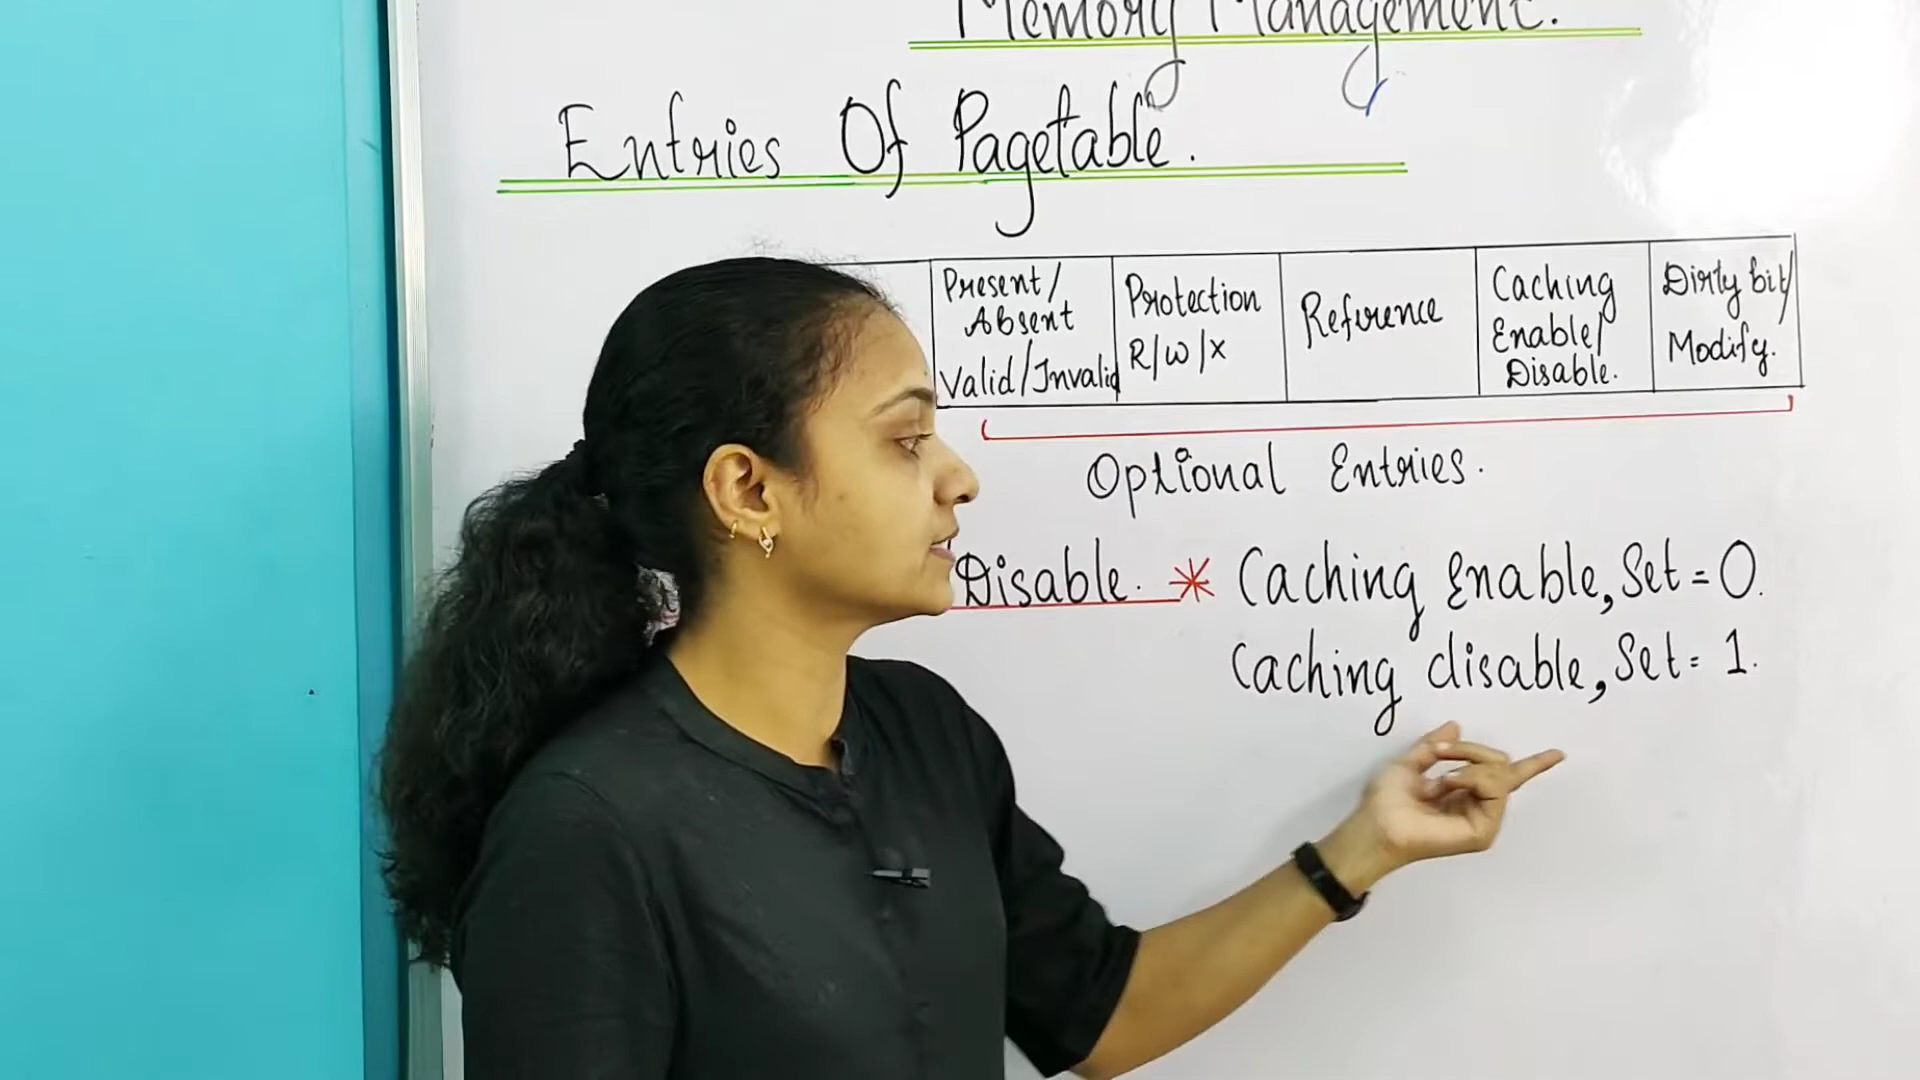 Memory Management.
Entries Of Pagetable.
Present/
Absent
Valid/Invalid
Protection
R/W/X
Reference
Caching
Enable/
Disable.
Dirty bit/
Modify.
Optional Entries.
Disable. * Caching Enable, Set = 0.
Caching disable, Set = 1.